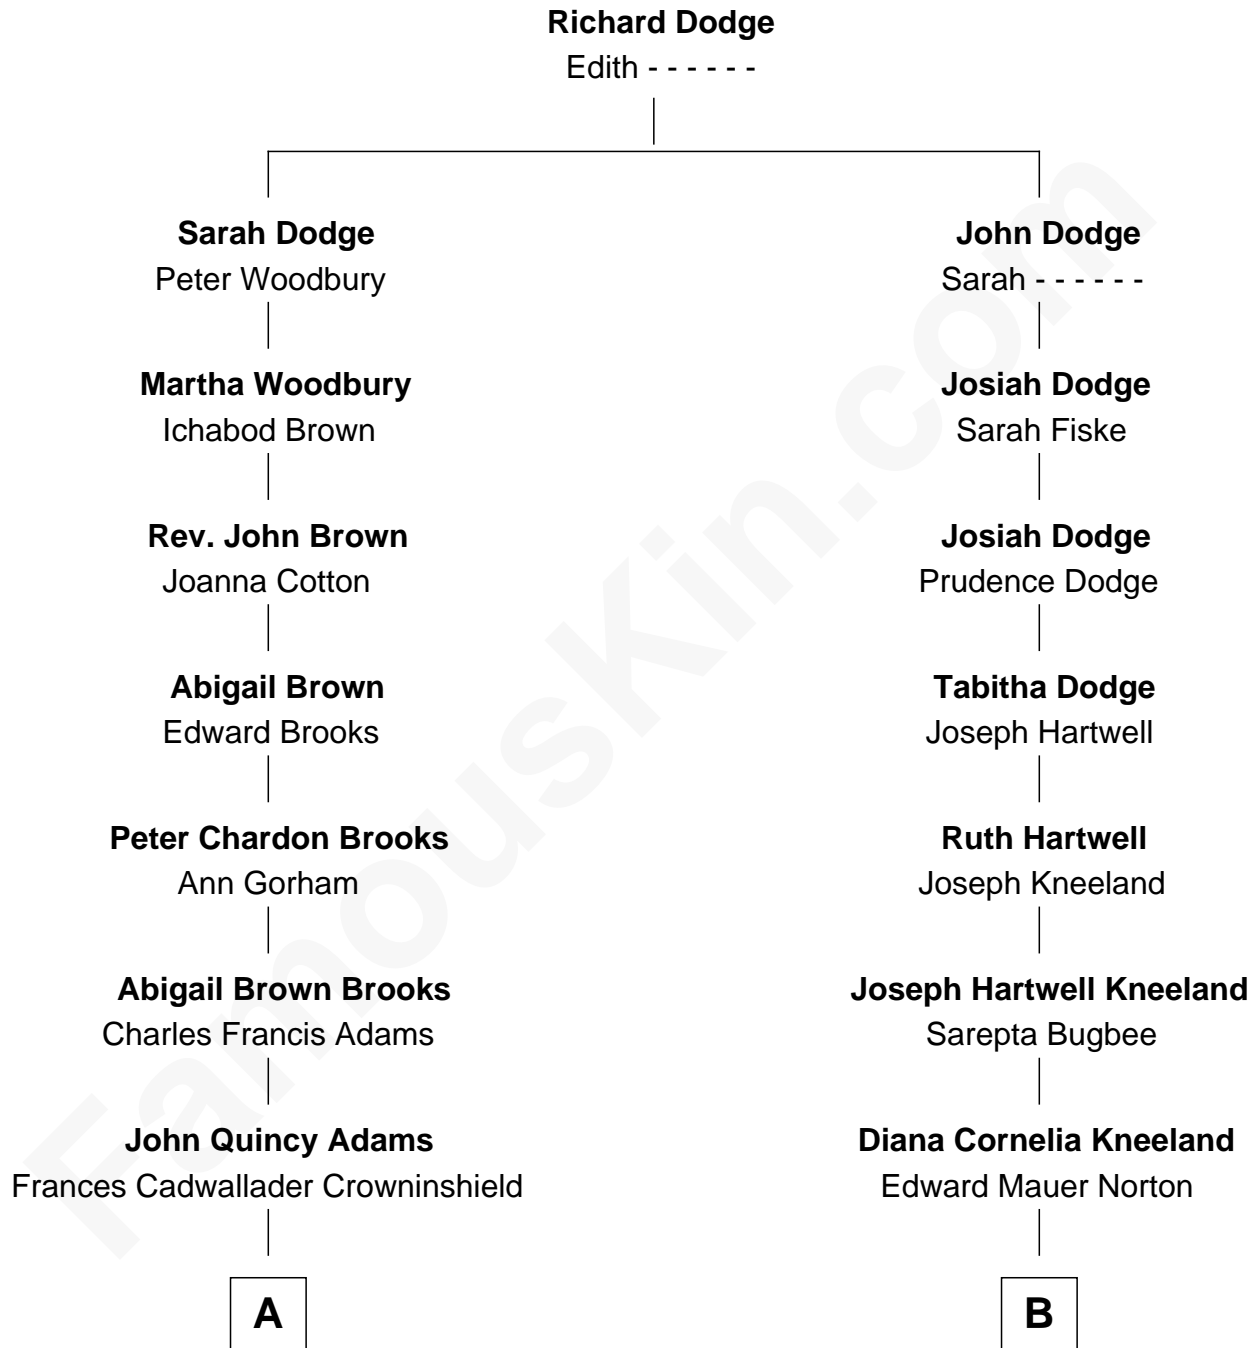 Richard Dodge
Edith - - - - - -
Sarah Dodge
Peter Woodbury
John Dodge
Sarah - - - - - -
Martha Woodbury
Ichabod Brown
Josiah Dodge
Sarah Fiske
Rev. John Brown
Joanna Cotton
Josiah Dodge
Prudence Dodge
Abigail Brown
Edward Brooks
Tabitha Dodge
Joseph Hartwell
Peter Chardon Brooks
Ann Gorham
Ruth Hartwell
Joseph Kneeland
Abigail Brown Brooks
Charles Francis Adams
Joseph Hartwell Kneeland
Sarepta Bugbee
John Quincy Adams
Frances Cadwallader Crowninshield
Diana Cornelia Kneeland
Edward Mauer Norton
A
B
FamousKin.com